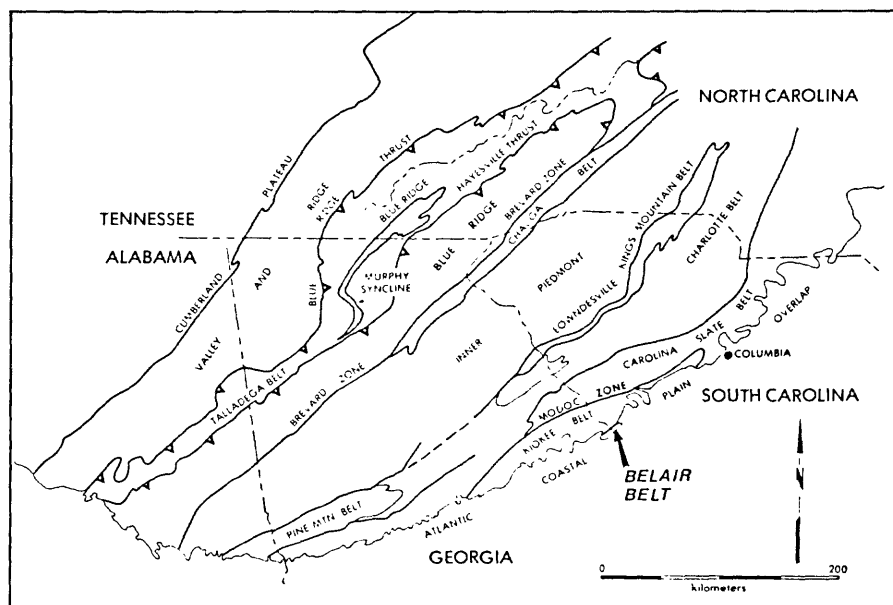 NORTH CAROLINA
PLATEAU
CUMBERLAND
TENNESSEE
ALABAMA
VALLEY
AND
RIDGE
BLUE
RIDGE
THRUST
BLUE RIDGE
HAYESVILLE THRUST
MURPHY
SYNCLINE
BLUE
RIDGE
BREVARD ZONE
CHAUGA
BELT
TALLADEGA BELT
BREVARD ZONE
INNER
PIEDMONT
LOWNDESVILLE
KINGS MOUNTAIN BELT
CHARLOTTE BELT
CAROLINA
SLATE
BELT
OVERLAP
COLUMBIA
SOUTH CAROLINA
MODOC ZONE
KIOKEE BELT
PLAIN
COASTAL
ATLANTIC
BELAIR
BELT
PINE MTN BELT
GEORGIA
N
0
200
kilometers